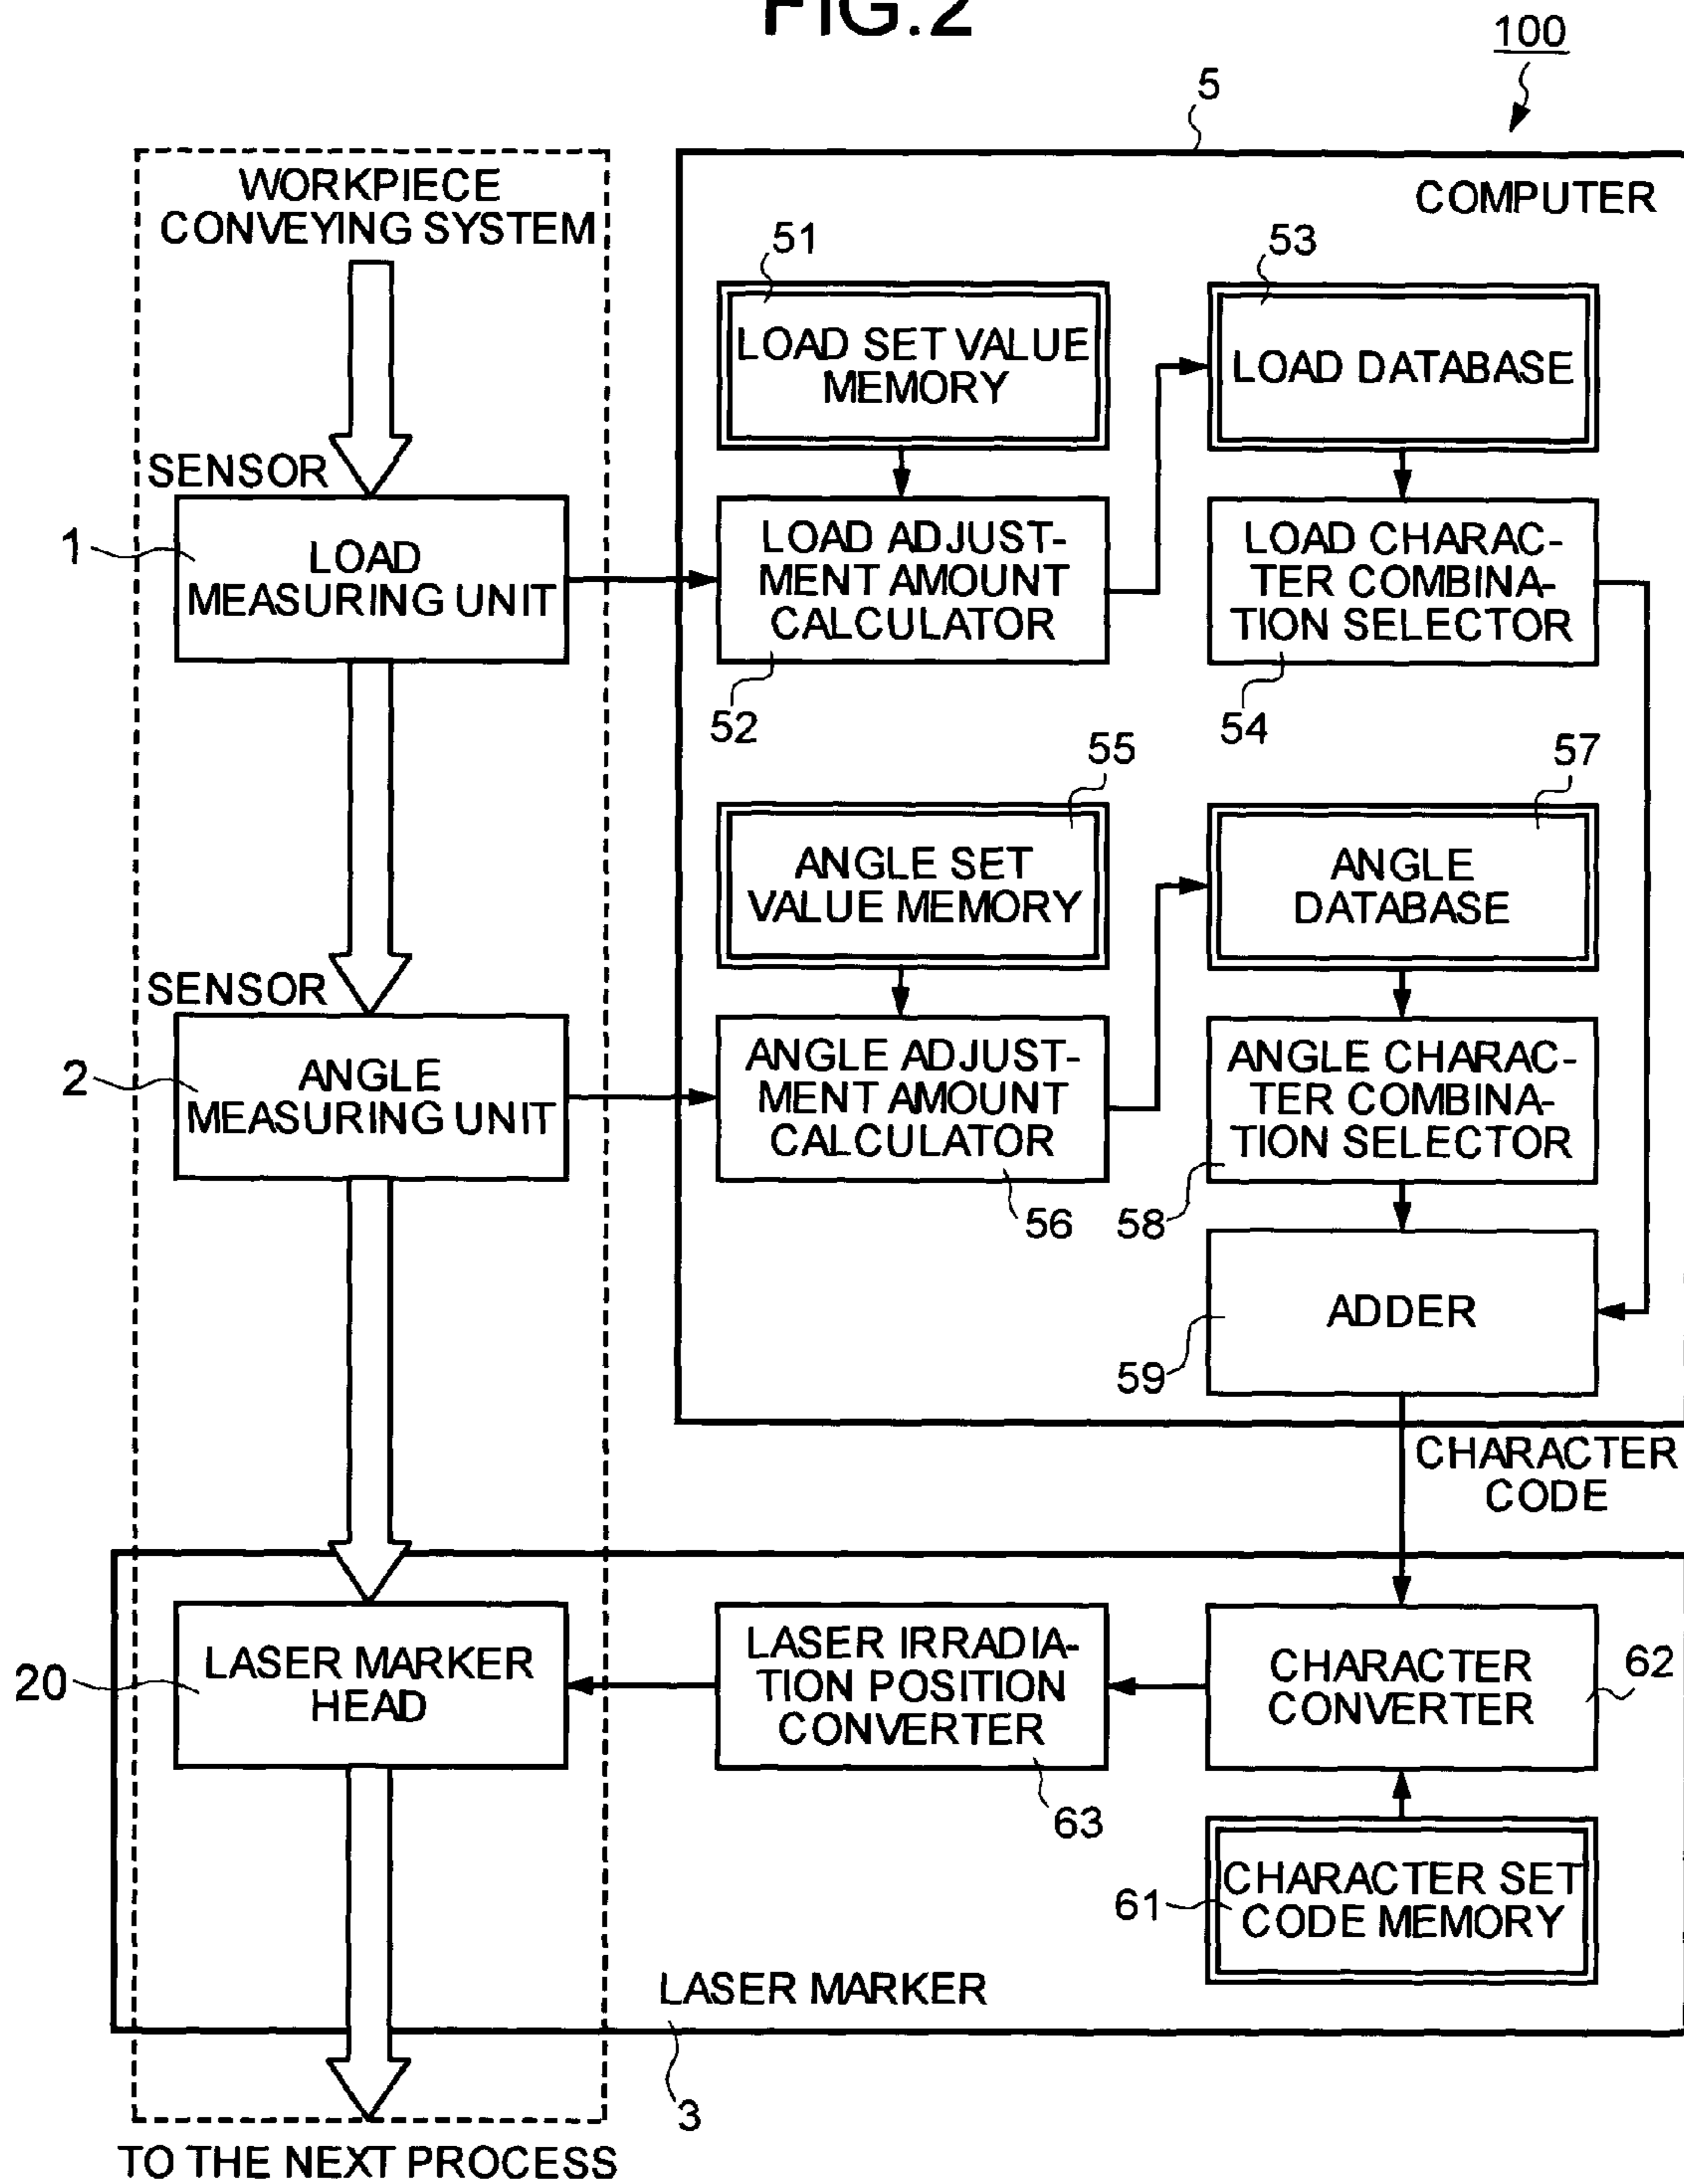 FIG.2
100
5
WORKPIECE
CONVEYING SYSTEM
COMPUTER
51
53
LOAD SET VALUE
MEMORY
LOAD DATABASE
SENSOR
1
LOAD
MEASURING UNIT
LOAD ADJUST-
MENT AMOUNT
CALCULATOR
LOAD CHARAC-
TER COMBINA-
TION SELECTOR
52
54
55
57
ANGLE SET
VALUE MEMORY
ANGLE
DATABASE
SENSOR
2
ANGLE
MEASURING UNIT
ANGLE ADJUST-
MENT AMOUNT
CALCULATOR
ANGLE CHARAC-
TER COMBINA-
TION SELECTOR
56
58
ADDER
59
CHARACTER
CODE
20
LASER MARKER
HEAD
LASER IRRADIA-
TION POSITION
CONVERTER
CHARACTER
CONVERTER
62
63
61
CHARACTER SET
CODE MEMORY
LASER MARKER
3
TO THE NEXT PROCESS